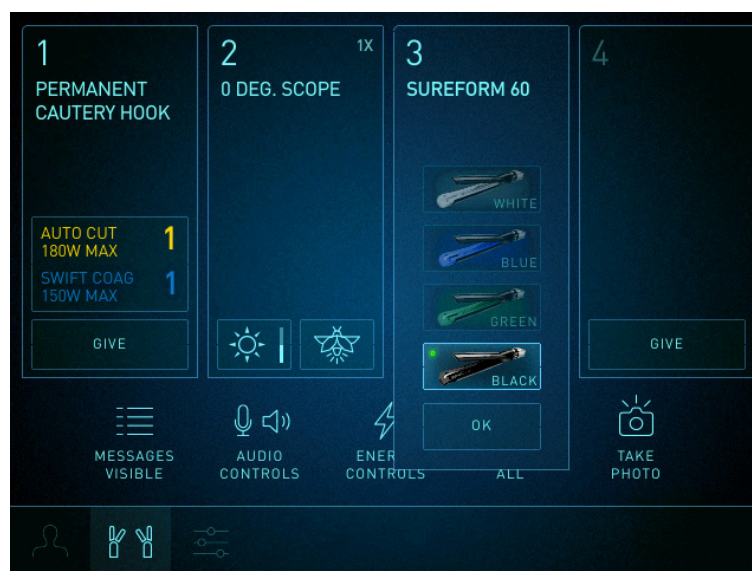 1
PERMANENT
CAUTERY HOOK
AUTO CUT
180W MAX
1
SWIFT COAG
150W MAX
1
GIVE
2
1X
0 DEG. SCOPE
3
SUREFORM 60
WHITE
BLUE
GREEN
BLACK
OK
4
GIVE
MESSAGES
VISIBLE
AUDIO
CONTROLS
ENER
CONTROLS
ALL
TAKE
PHOTO